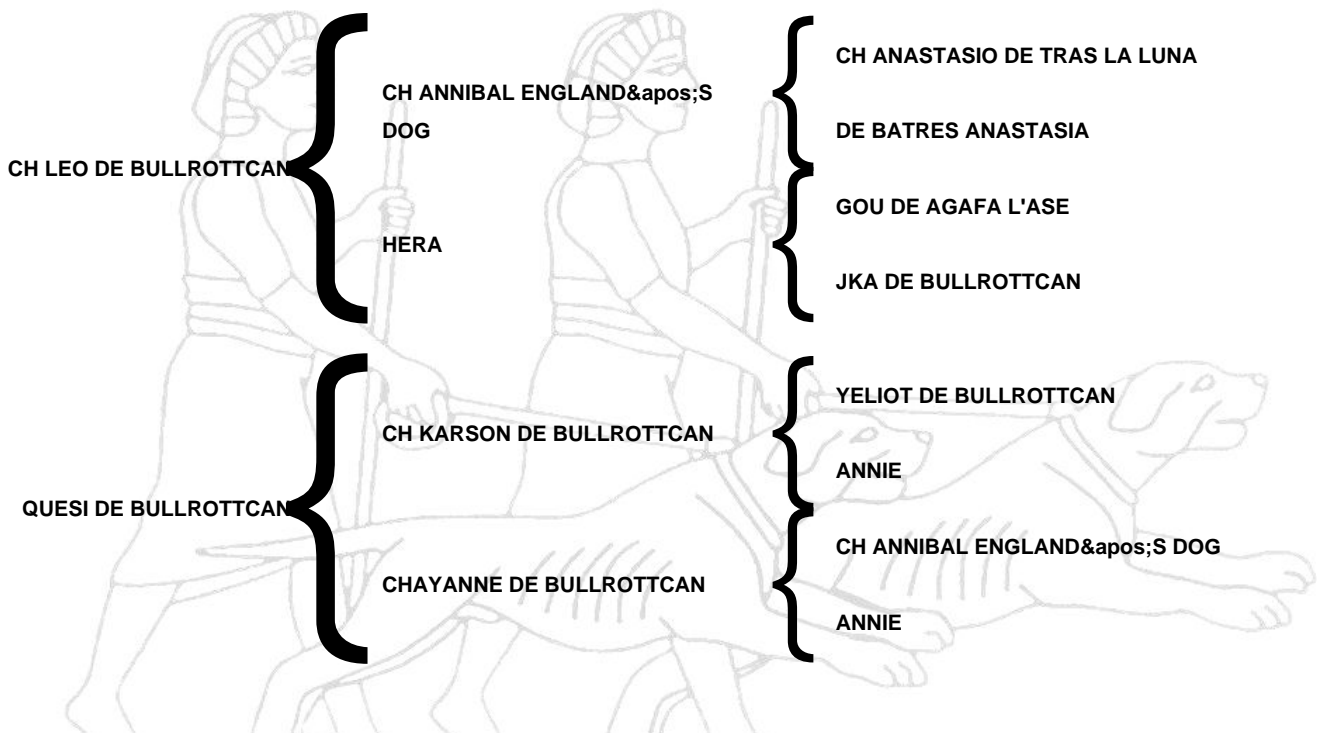 CH ANASTASIO DE TRAS LA LUNA
CH ANNIBAL ENGLAND&apos;S
DOG
DE BATRES ANASTASIA
CH LEO DE BULLROTTCAN
GOU DE AGAFA L'ASE
HERA
JKA DE BULLROTTCAN
YELIOT DE BULLROTTCAN
CH KARSON DE BULLROTTCAN
ANNIE
QUESI DE BULLROTTCAN
CH ANNIBAL ENGLAND&apos;S DOG
CHAYANNE DE BULLROTTCAN
ANNIE